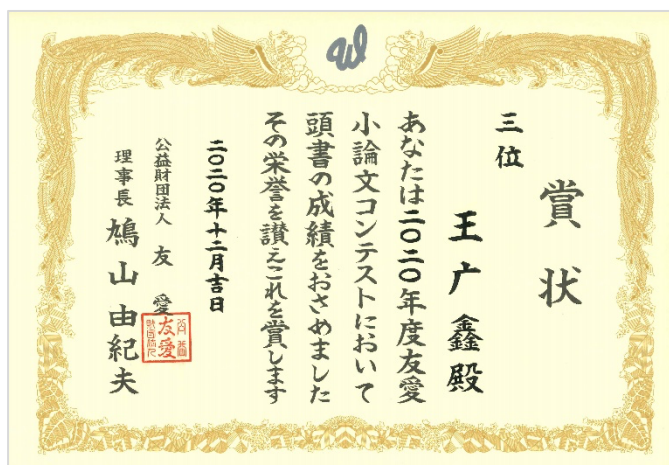 賞状
三位
王广鑫殿
あなたは二〇二〇年度友愛
小論文コンテストにおいて
頭書の成績をおさめました
その栄誉を讃えこれを賞します
二〇二〇年十二月吉日
公益財団法人 友愛
理事長 鳩山由紀夫
友愛